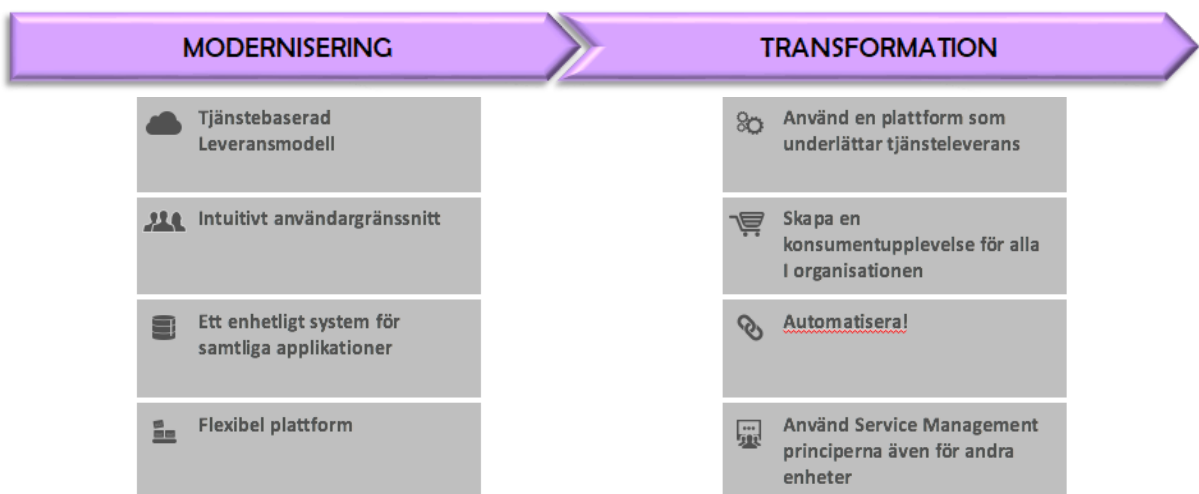 MODERNISERING
TRANSFORMATION
Tjänstebaserad
Leveransmodell
Intuitivt användargränssnitt
Ett enhetligt system för
samtliga applikationer
Flexibel plattform
Använd en plattform som
underlättar tjänsteleverans
Skapa en
konsumentupplevelse för alla
I organisationen
Automatisera!
Använd Service Management
principerna även för andra
enheter